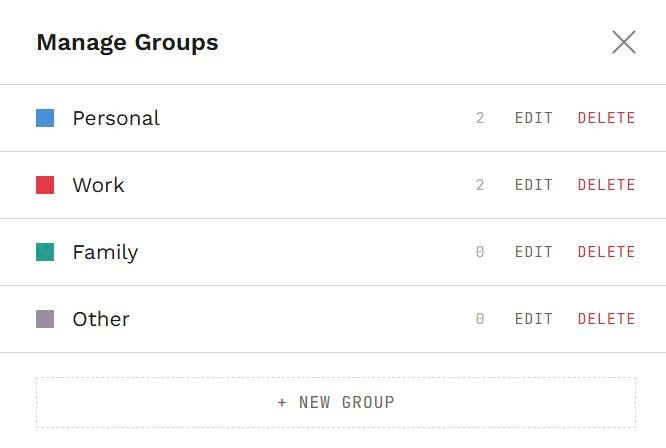 Manage Groups
Personal 2 EDIT DELETE
Work 2 EDIT DELETE
Family 0 EDIT DELETE
Other 0 EDIT DELETE
+ NEW GROUP